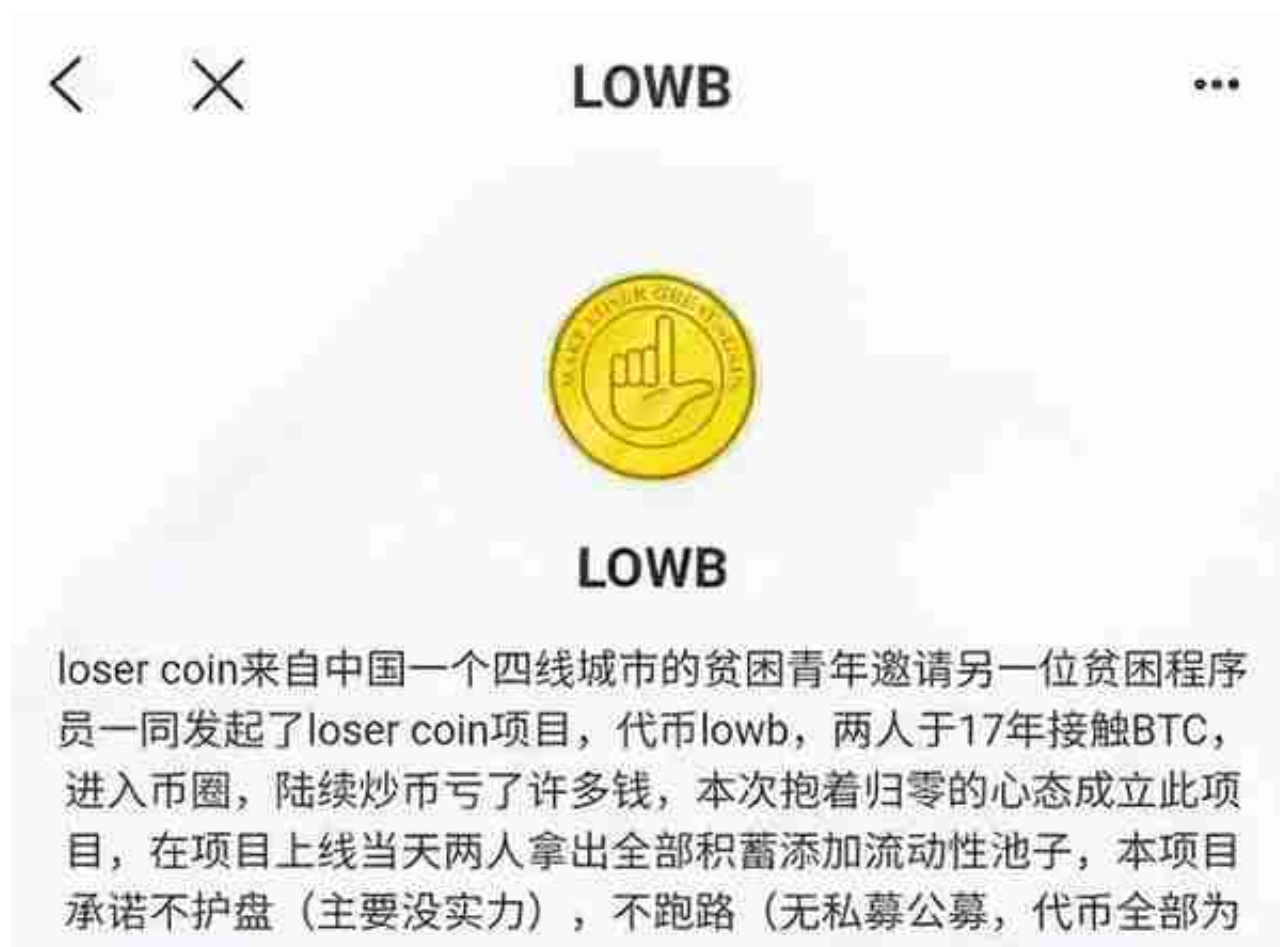 LOWB
MAKE LOSER GREAT AGAIN
LOWB
loser coin来自中国一个四线城市的贫困青年邀请另一位贫困程序
员一同发起了loser coin项目，代币lowb，两人于17年接触BTC，
进入币圈，陆续炒币亏了许多钱，本次抱着归零的心态成立此项
目，在项目上线当天两人拿出全部积蓄添加流动性池子，本项目
承诺不护盘（主要没实力），不跑路（无私募公募，代币全部为